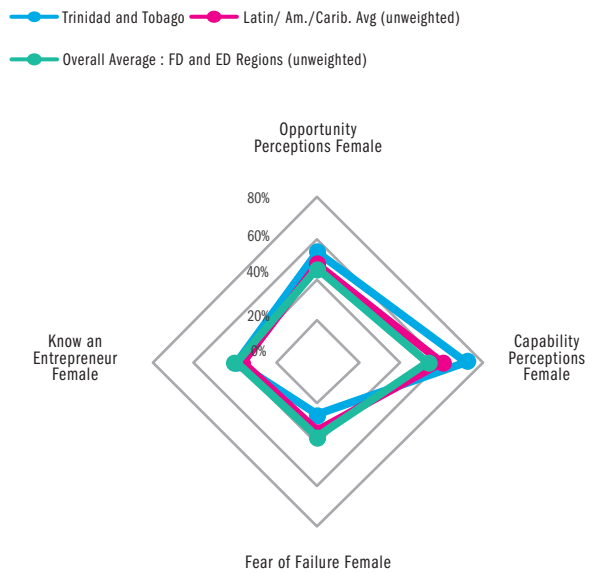 Trinidad and Tobago
Latin/ Am./Carib. Avg (unweighted)
Overall Average : FD and ED Regions (unweighted)
Opportunity
Perceptions Female
80%
60%
40%
20%
0%
Know an
Entrepreneur
Female
Capability
Perceptions
Female
Fear of Failure Female